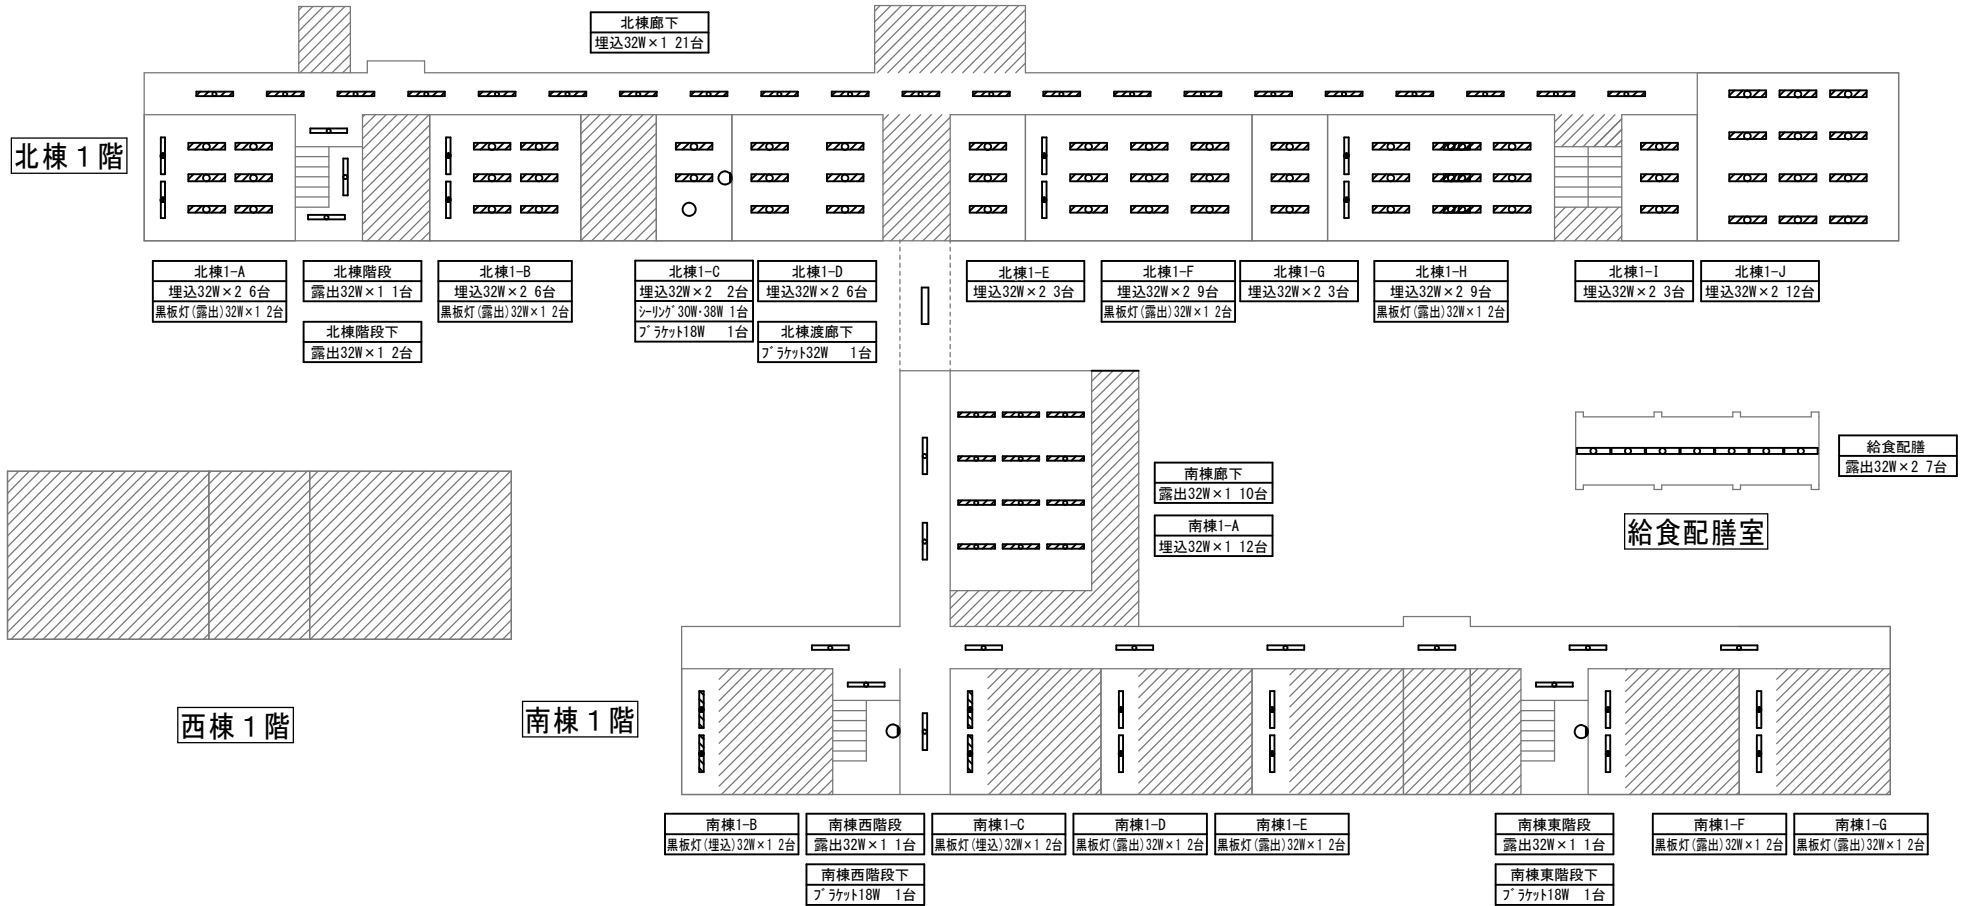 北棟廊下
埋込32W×1 21台
北棟１階
北棟1-A
埋込32W×2 6台
黒板灯(露出)32W×1 2台
北棟階段
露出32W×1 1台
北棟階段下
露出32W×1 2台
北棟1-B
埋込32W×2 6台
黒板灯(露出)32W×1 2台
北棟1-C
埋込32W×2 2台
ｼｰﾘﾝｸﾞ30W･38W 1台
ﾌﾞﾗｹｯﾄ18W 1台
北棟1-D
埋込32W×2 6台
北棟渡廊下
ﾌﾞﾗｹｯﾄ32W 1台
北棟1-E
埋込32W×2 3台
北棟1-F
埋込32W×2 9台
黒板灯(露出)32W×1 2台
北棟1-G
埋込32W×2 3台
北棟1-H
埋込32W×2 9台
黒板灯(露出)32W×1 2台
北棟1-I
埋込32W×2 3台
北棟1-J
埋込32W×2 12台
給食配膳
露出32W×2 7台
給食配膳室
南棟廊下
露出32W×1 10台
南棟1-A
埋込32W×1 12台
西棟１階
南棟１階
南棟1-B
黒板灯(埋込)32W×1 2台
南棟西階段
露出32W×1 1台
南棟西階段下
ﾌﾞﾗｹｯﾄ18W 1台
南棟1-C
黒板灯(埋込)32W×1 2台
南棟1-D
黒板灯(露出)32W×1 2台
南棟1-E
黒板灯(露出)32W×1 2台
南棟東階段
露出32W×1 1台
南棟東階段下
ﾌﾞﾗｹｯﾄ18W 1台
南棟1-F
黒板灯(露出)32W×1 2台
南棟1-G
黒板灯(露出)32W×1 2台